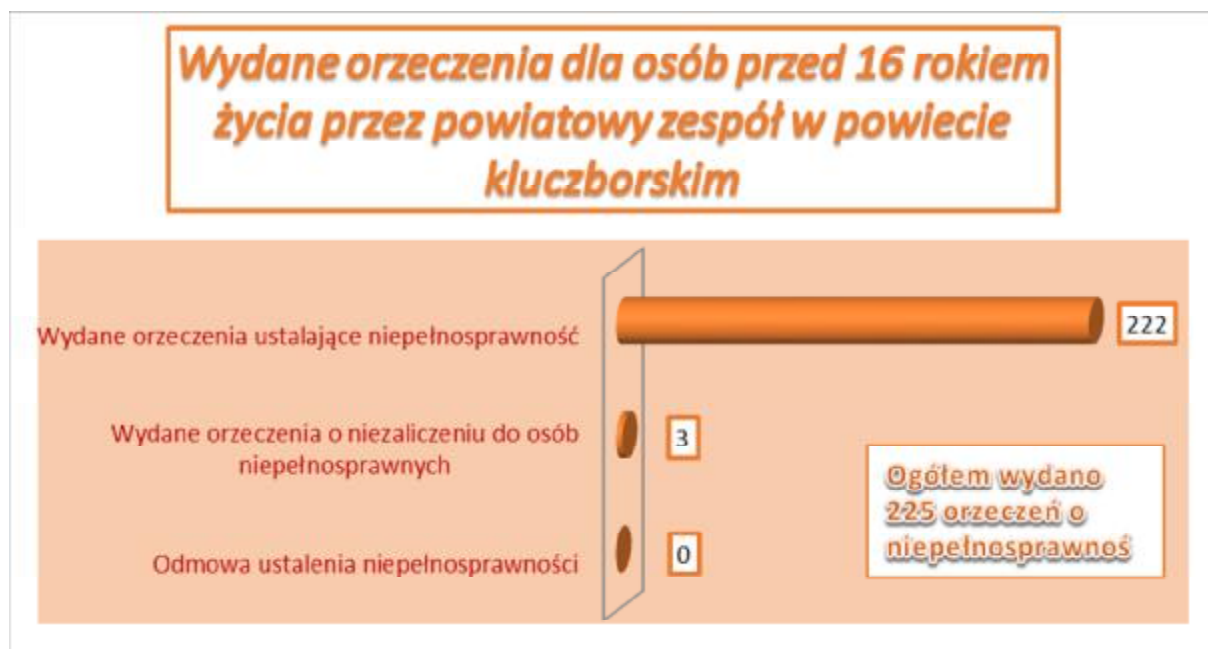 Wydane orzeczenia dla osób przed 16 rokiem
życia przez powiatowy zespół w powiecie
kluczborskim
Wydane orzeczenia ustalające niepełnosprawność
222
Wydane orzeczenia o niezaliczeniu do osób
niepełnosprawnych
3
Odmowa ustalenia niepełnosprawności
0
Ogółem wydano
225 orzeczeń o
niepełnosprawnoś